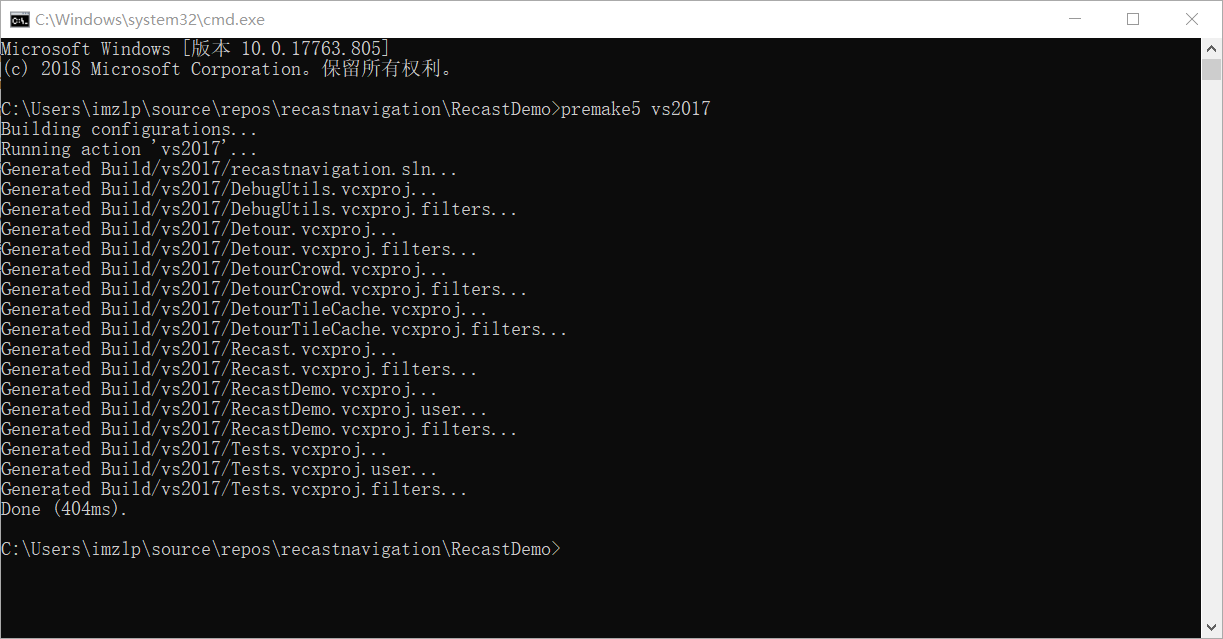 C:\Windows\system32\cmd.exe
Microsoft Windows [版本 10.0.17763.805]
(c) 2018 Microsoft Corporation。保留所有权利。
C:\Users\imzlp\source\repos\recastnavigation\RecastDemo>premake5 vs2017
Building configurations...
Running action 'vs2017'...
Generated Build/vs2017/recastnavigation.sln...
Generated Build/vs2017/DebugUtils.vcxproj...
Generated Build/vs2017/DebugUtils.vcxproj.filters...
Generated Build/vs2017/Detour.vcxproj...
Generated Build/vs2017/Detour.vcxproj.filters...
Generated Build/vs2017/DetourCrowd.vcxproj...
Generated Build/vs2017/DetourCrowd.vcxproj.filters...
Generated Build/vs2017/DetourTileCache.vcxproj...
Generated Build/vs2017/DetourTileCache.vcxproj.filters...
Generated Build/vs2017/Recast.vcxproj...
Generated Build/vs2017/Recast.vcxproj.filters...
Generated Build/vs2017/RecastDemo.vcxproj...
Generated Build/vs2017/RecastDemo.vcxproj.user...
Generated Build/vs2017/RecastDemo.vcxproj.filters...
Generated Build/vs2017/Tests.vcxproj...
Generated Build/vs2017/Tests.vcxproj.user...
Generated Build/vs2017/Tests.vcxproj.filters...
Done (404ms).
C:\Users\imzlp\source\repos\recastnavigation\RecastDemo>